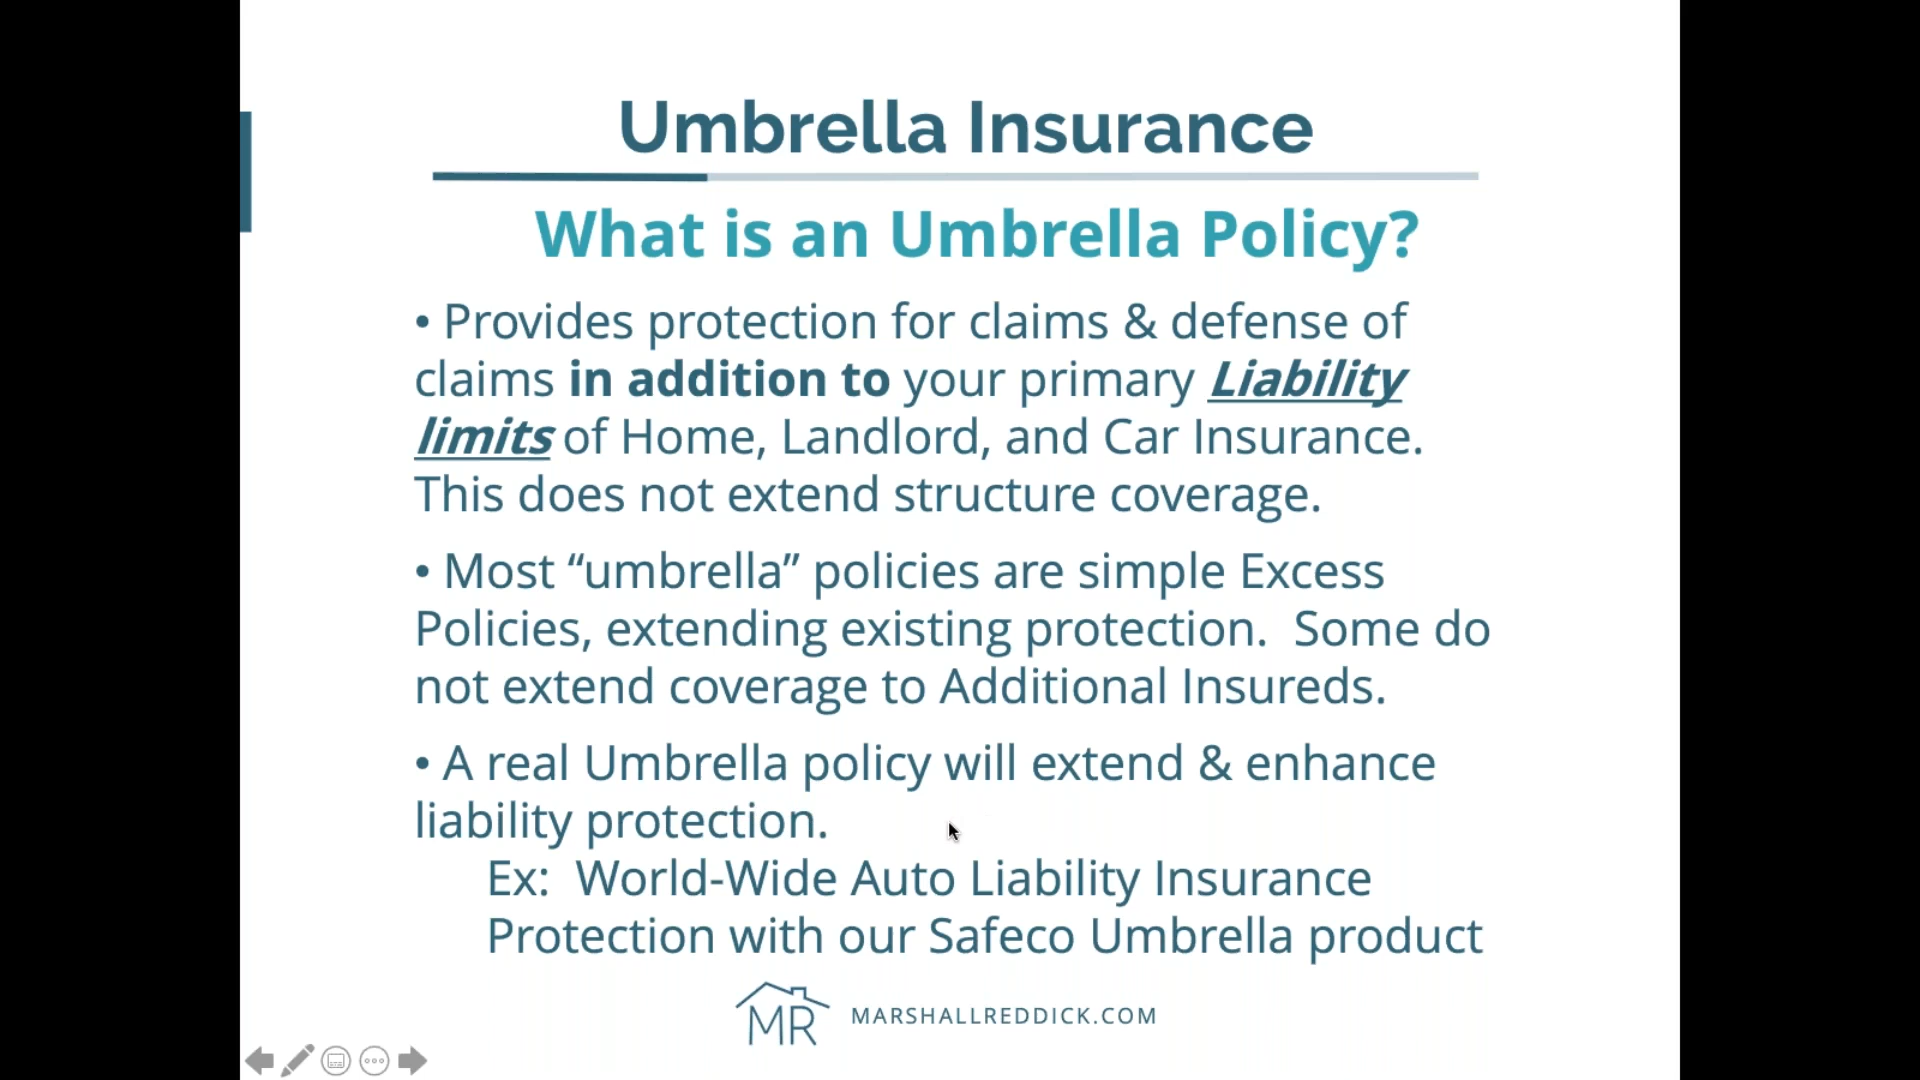 Umbrella Insurance
What is an Umbrella Policy?
• Provides protection for claims & defense of
claims in addition to your primary Liability
limits of Home, Landlord, and Car Insurance.
This does not extend structure coverage.
• Most “umbrella” policies are simple Excess
Policies, extending existing protection.  Some do
not extend coverage to Additional Insureds.
• A real Umbrella policy will extend & enhance
liability protection.
Ex:  World-Wide Auto Liability Insurance
Protection with our Safeco Umbrella product
MR MARSHALLREDDICK.COM